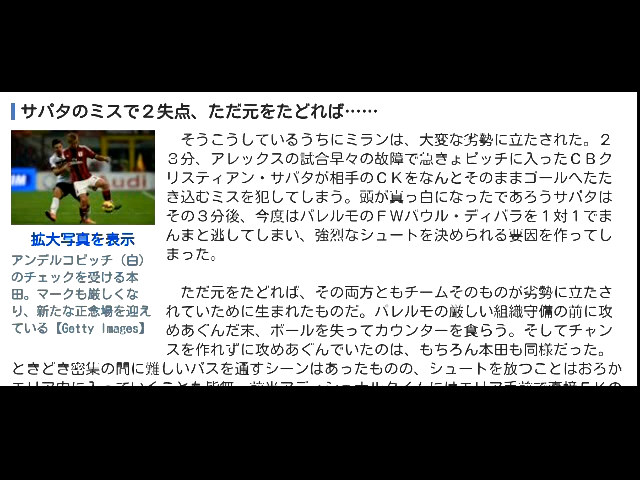 サパタのミスで２失点、ただ元をたどれば……
そうこうしているうちにミランは、大変な劣勢に立たされた。２
３分、アレックスの試合早々の故障で急きょピッチに入ったＣＢク
リスティアン・サパタが相手のＣＫをなんとそのままゴールへたた
き込むミスを犯してしまう。頭が真っ白になったであろうサパタは
その３分後、今度はパレルモのＦＷパウル・ディバラを１対１でま
んまと逃してしまい、強烈なシュートを決められる要因を作ってし
まった。
拡大写真を表示
アンデルコビッチ（白）
のチェックを受ける本
田。マークも厳しくな
り、新たな正念場を迎え
ている【Getty Images】
ただ元をたどれば、その両方ともチームそのものが劣勢に立たさ
れていために生まれたものだ。パレルモの厳しい組織守備の前に攻
めあぐんだ末、ボールを失ってカウンターを食らう。そしてチャン
スを作れずに攻めあぐんでいたのは、もちろん本田も同様だった。
ときどき密集の間に難しいパスを通すシーンはあったものの、シュートを放つことはおろか